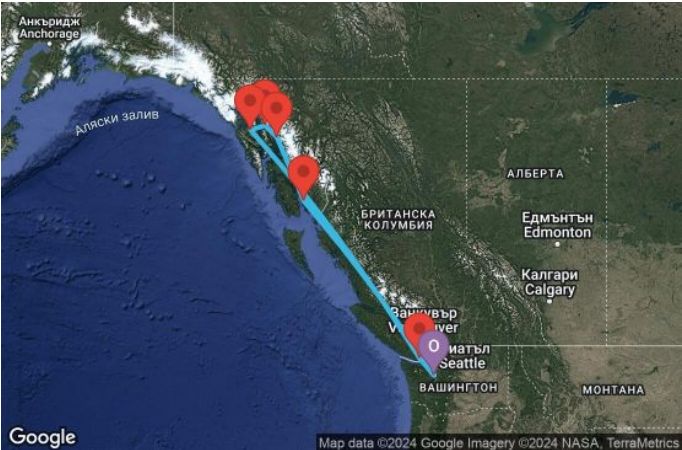 Анкъридж
Anchorage
Аляски залив
АЛБЕРТА
БРИТАНСКА
КОЛУМБИЯ
Едмънтън
Edmonton
Калгари
Calgary
O
Seattle
ВАШИНГТОН
МОНТАНА
Google
Map data ©2024 Google Imagery ©2024 NASA, TerraMetrics